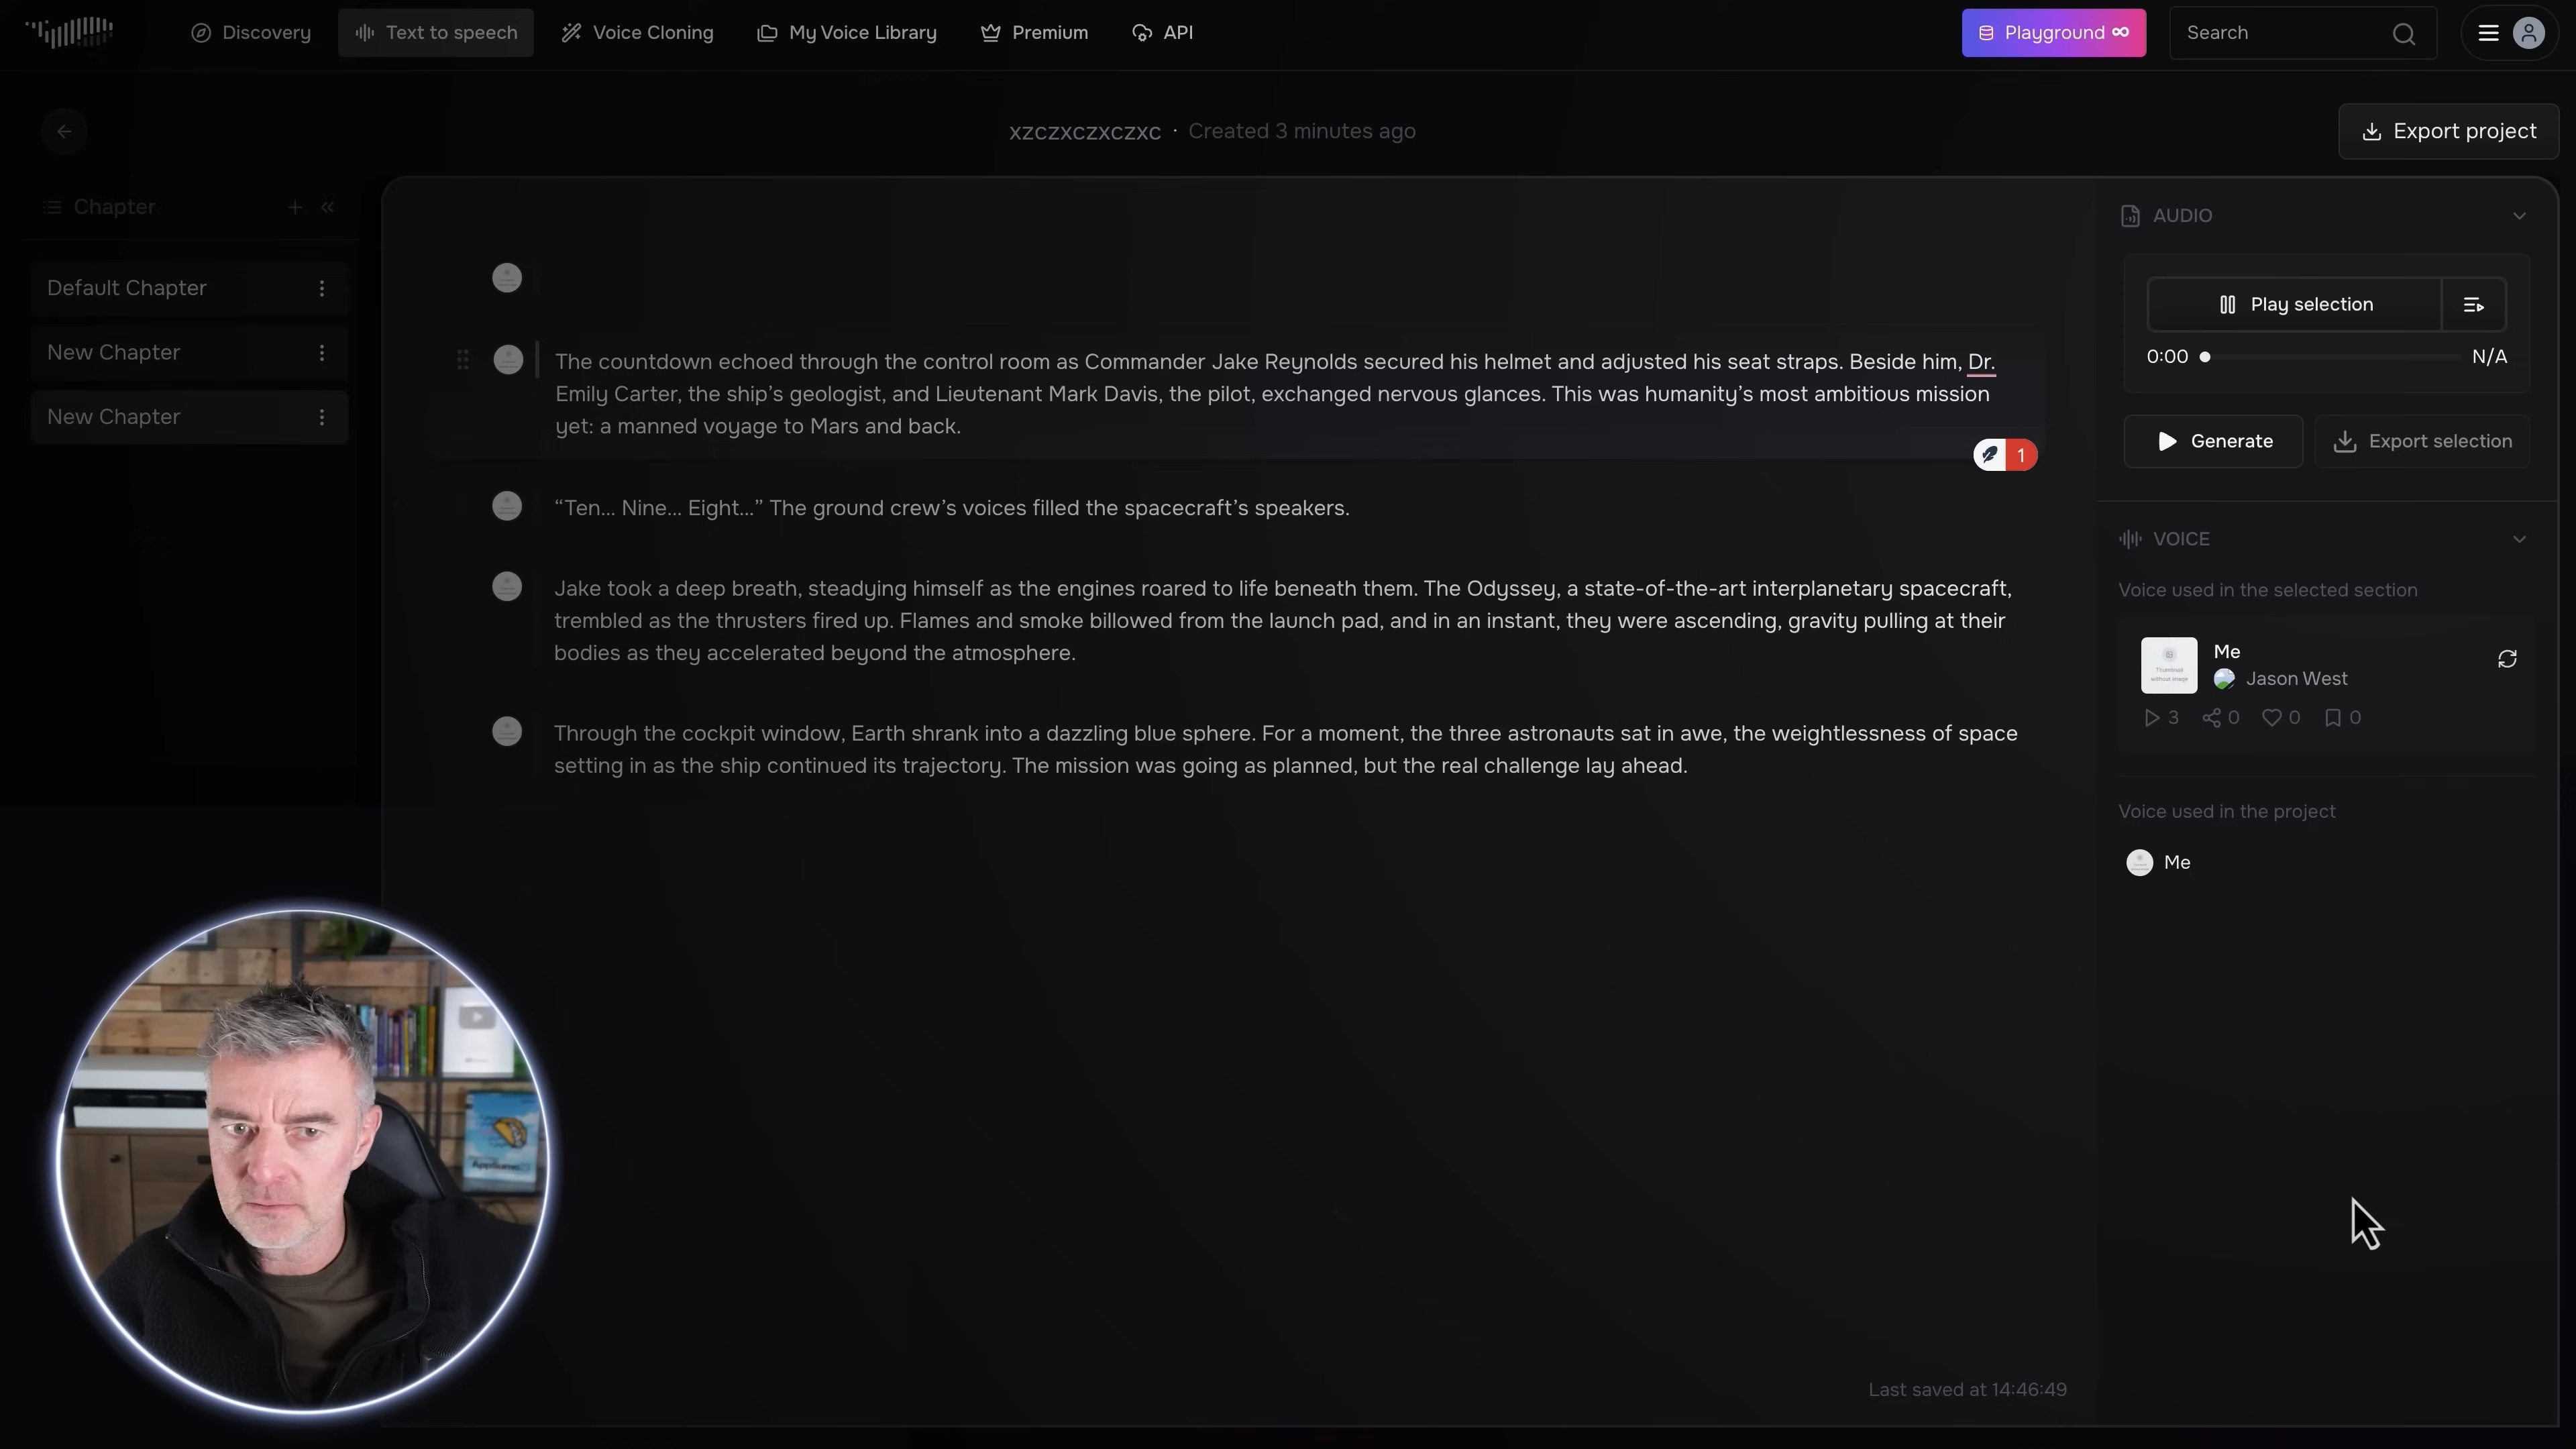 Discovery
Text to speech
Voice Cloning
My Voice Library
Premium
API
Playground
Search
xzczxczxczxc · Created 3 minutes ago
Export project
Chapter
Default Chapter
New Chapter
New Chapter
The countdown echoed through the control room as Commander Jake Reynolds secured his helmet and adjusted his seat straps. Beside him, Dr.
Emily Carter, the ship’s geologist, and Lieutenant Mark Davis, the pilot, exchanged nervous glances. This was humanity’s most ambitious mission
yet: a manned voyage to Mars and back.
1
“Ten... Nine... Eight...” The ground crew’s voices filled the spacecraft’s speakers.
Jake took a deep breath, steadying himself as the engines roared to life beneath them. The Odyssey, a state-of-the-art interplanetary spacecraft,
trembled as the thrusters fired up. Flames and smoke billowed from the launch pad, and in an instant, they were ascending, gravity pulling at their
bodies as they accelerated beyond the atmosphere.
Through the cockpit window, Earth shrank into a dazzling blue sphere. For a moment, the three astronauts sat in awe, the weightlessness of space
setting in as the ship continued its trajectory. The mission was going as planned, but the real challenge lay ahead.
Last saved at 14:46:49
AUDIO
Play selection
0:00 N/A
Generate
Export selection
VOICE
Voice used in the selected section
Thumbnail
without image
Me
Jason West
3 0 0 0
Voice used in the project
Me
AppSumo